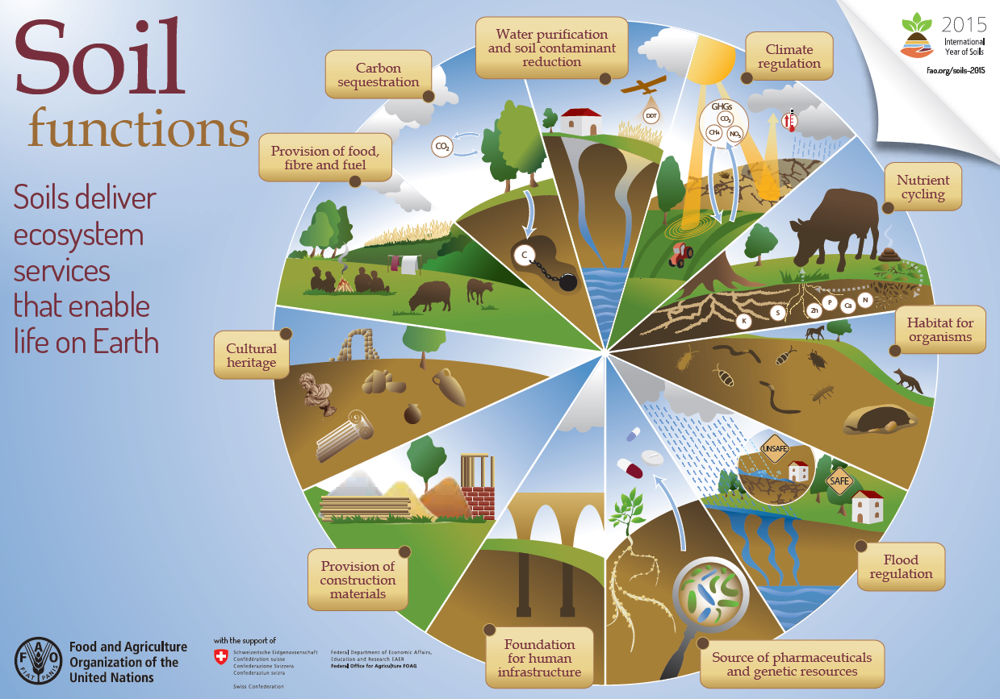 Soil
functions
Soils deliver
ecosystem
services
that enable
life on Earth
2015
International
Year of Soils
fao.org/soils-2015
Water purification
and soil contaminant
reduction
Climate
regulation
Carbon
sequestration
Provision of food,
fibre and fuel
Nutrient
cycling
Habitat for
organisms
Cultural
heritage
Flood
regulation
Provision of
construction
materials
Foundation
for human
infrastructure
Source of pharmaceuticals
and genetic resources
CO2
C
DDT
GHGs
CO2
CH4
NO3
K
S
Zn
P
Ca
N
UNSAFE
SAFE
F A O
FIAT PANIS
Food and Agriculture
Organization of the
United Nations
with the support of
Schweizerische Eidgenossenschaft
Confédération suisse
Confederazione Svizzera
Confederaziun svizra
Swiss Confederation
Federal Department of Economic Affairs,
Education and Research EAER
Federal Office for Agriculture FOAG